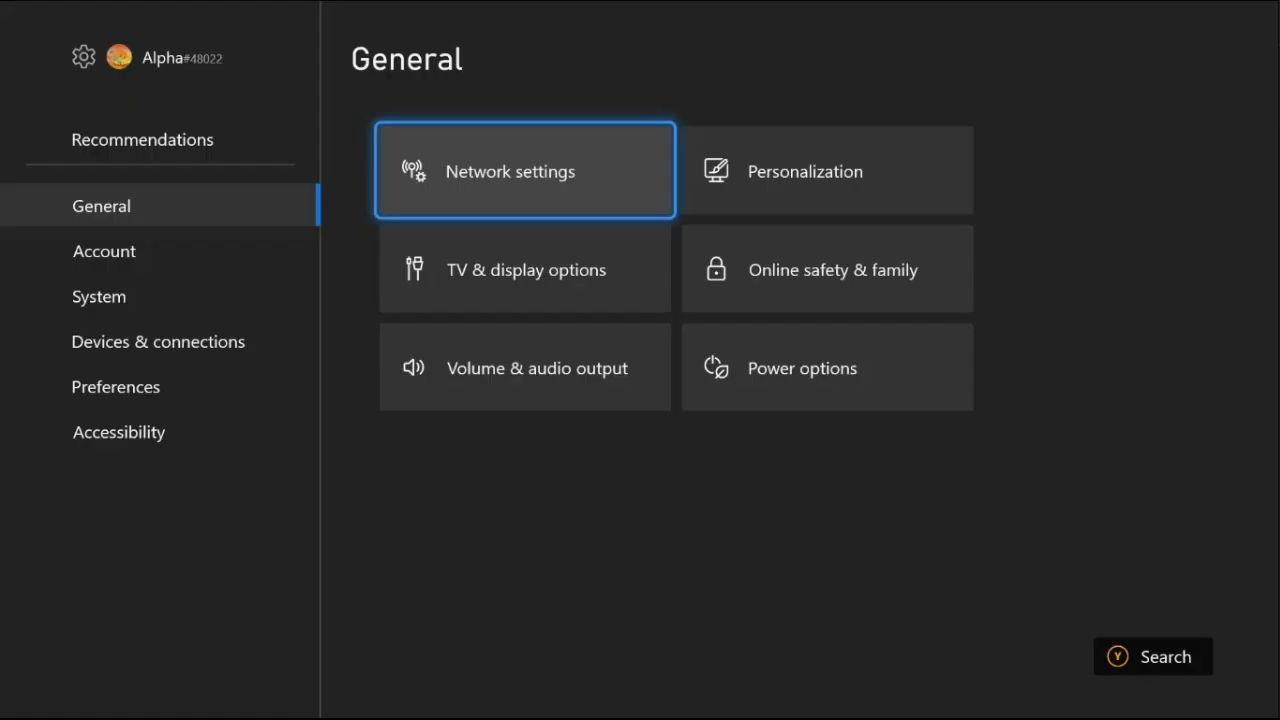 Alpha#48022
Recommendations
General
Account
System
Devices & connections
Preferences
Accessibility
General
Network settings
Personalization
TV & display options
Online safety & family
Volume & audio output
Power options
Y Search